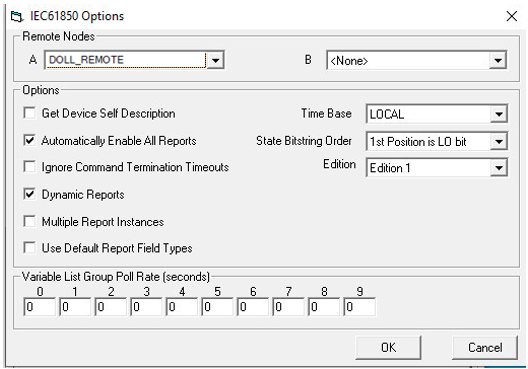 IEC61850 Options
Remote Nodes
A DOLL_REMOTE B <None>
Options
Get Device Self Description Time Base LOCAL
Automatically Enable All Reports State Bitstring Order 1st Position is LO bit
Ignore Command Termination Timeouts Edition Edition 1
Dynamic Reports
Multiple Report Instances
Use Default Report Field Types
Variable List Group Poll Rate (seconds)
0 1 2 3 4 5 6 7 8 9
0 0 0 0 0 0 0 0 0 0
OK Cancel